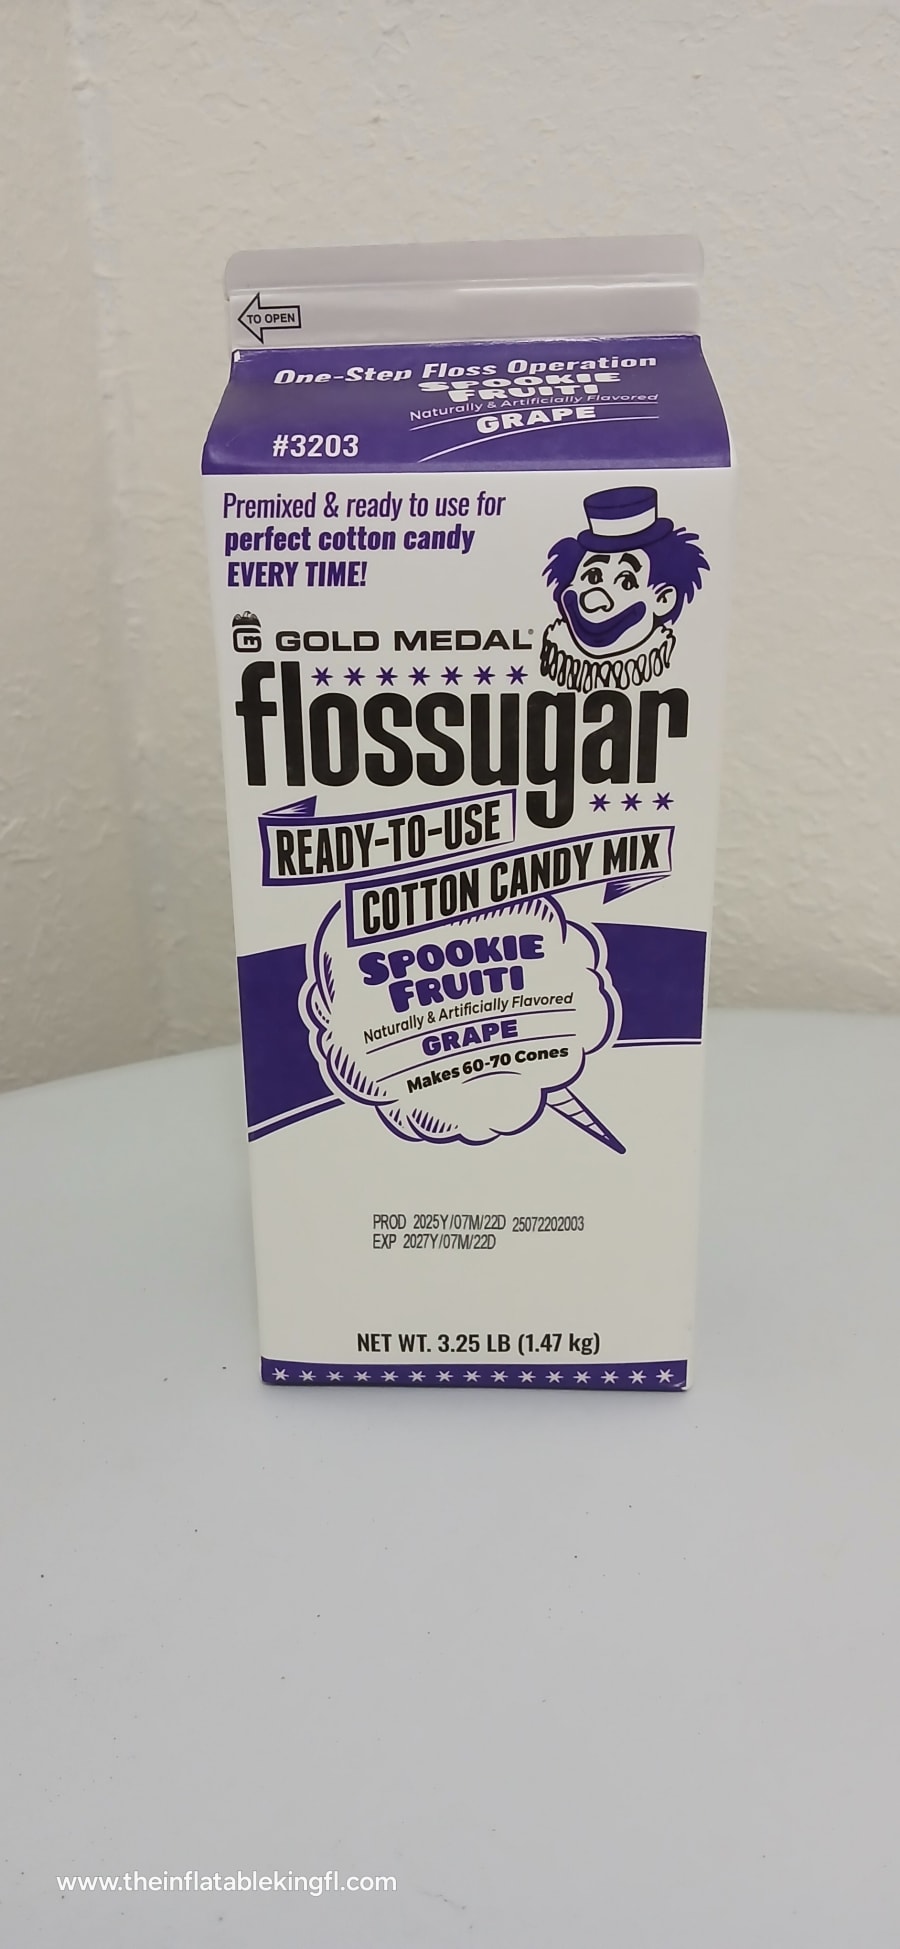 TO OPEN
One-Step Floss Operation
SPOOKIE
FRUITI
Naturally & Artificially Flavored
GRAPE
#3203
Premixed & ready to use for
perfect cotton candy
EVERY TIME!
GOLD MEDAL®
flossugar
READY-TO-USE
COTTON CANDY MIX
SPOOKIE
FRUITI
Naturally & Artificially Flavored
GRAPE
Makes 60-70 Cones
PROD 2025Y/07M/22D 25072202003
EXP 2027Y/07M/22D
NET WT. 3.25 LB (1.47 kg)
www.theinflatablekingfl.com